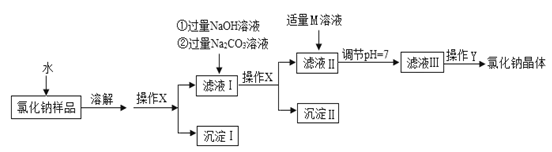 ①过量NaOH溶液
②过量Na₂CO₃溶液
适量M溶液
水
滤液Ⅰ
操作X
滤液Ⅱ
调节pH=7
滤液Ⅲ
操作Y
氯化钠晶体
氯化钠样品
溶解
操作X
沉淀Ⅰ
沉淀Ⅱ